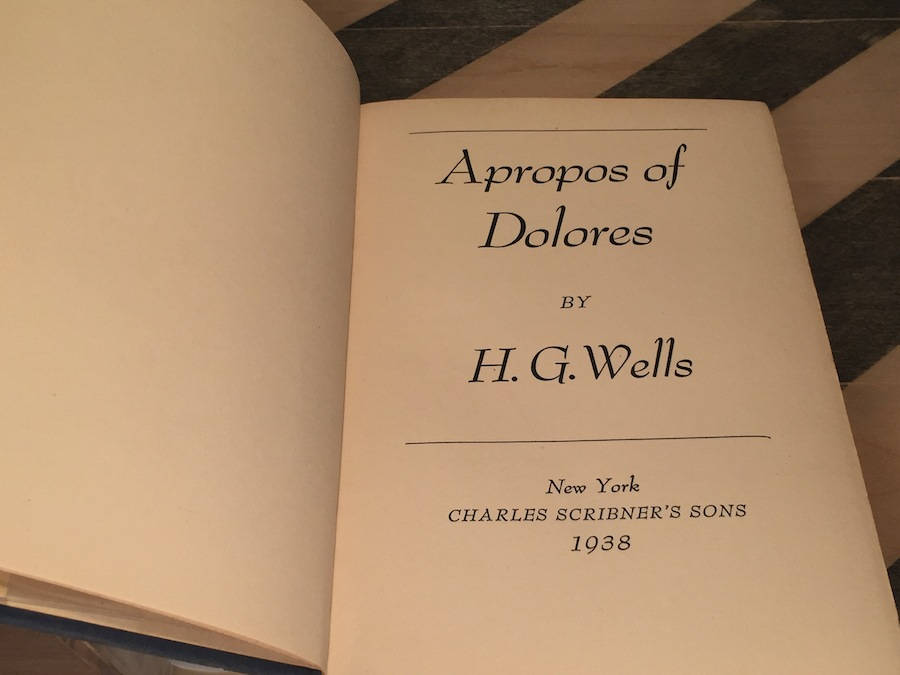 Apropos of
Dolores
BY
H. G. Wells
New York
CHARLES SCRIBNER'S SONS
1938